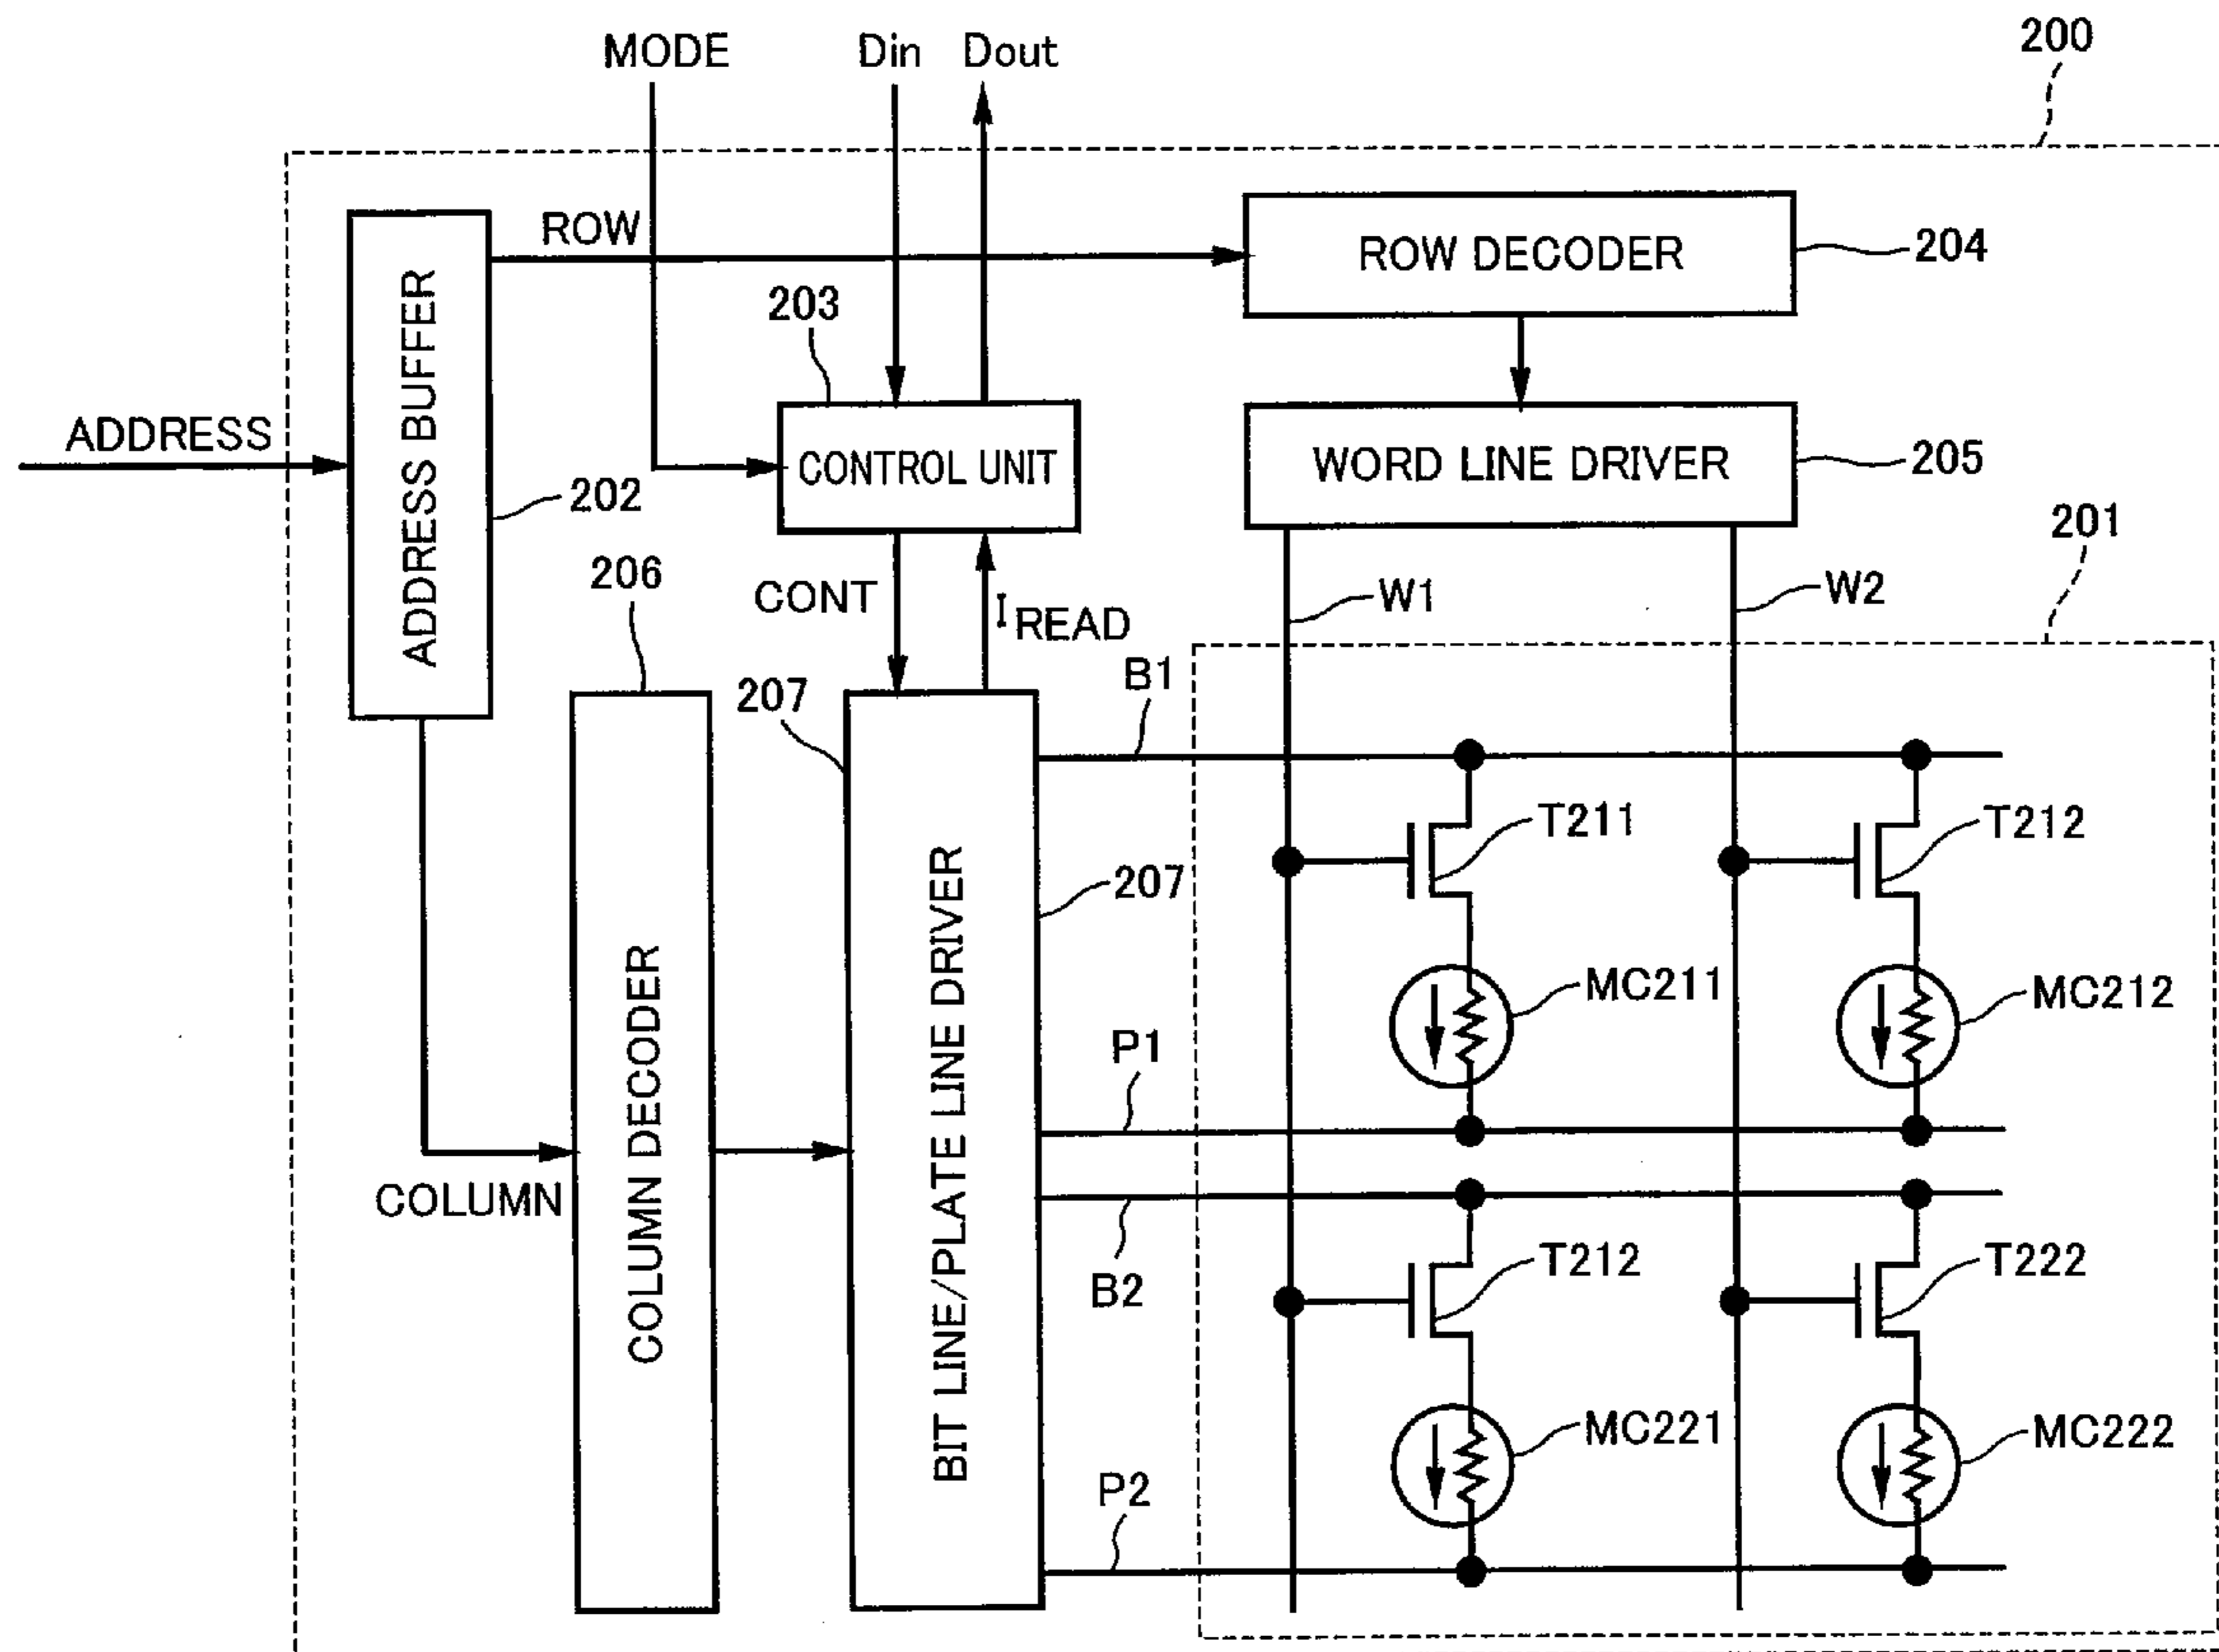 MODE
Din
Dout
200
ROW
ROW DECODER
204
203
ADDRESS BUFFER
ADDRESS
CONTROL UNIT
WORD LINE DRIVER
205
202
201
206
CONT
IREAD
W1
W2
207
B1
T211
T212
207
BIT LINE/PLATE LINE DRIVER
COLUMN DECODER
MC211
MC212
P1
COLUMN
B2
T212
T222
MC221
MC222
P2